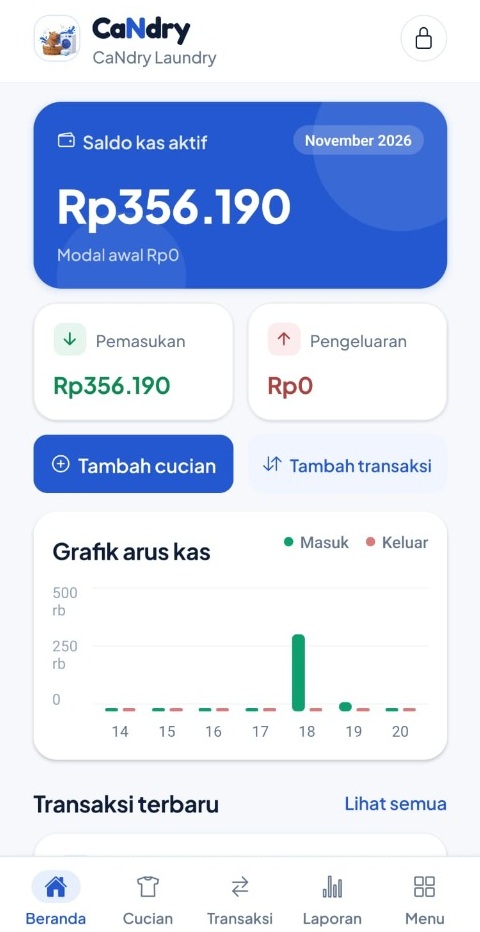 CaNdry
CaNdry Laundry
Saldo kas aktif
November 2026
Rp356.190
Modal awal Rp0
Pemasukan
Rp356.190
Pengeluaran
Rp0
Tambah cucian
Tambah transaksi
Grafik arus kas
Masuk
Keluar
500
rb
250
rb
0
14 15 16 17 18 19 20
Transaksi terbaru
Lihat semua
Beranda
Cucian
Transaksi
Laporan
Menu